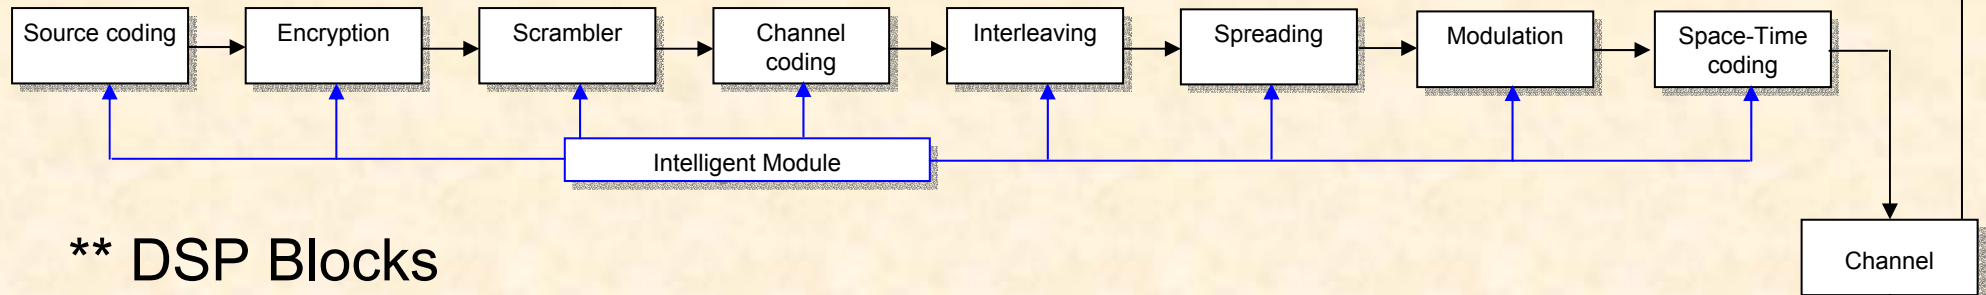 Source coding
Encryption
Scrambler
Channel
coding
Interleaving
Spreading
Modulation
Space-Time
coding
Intelligent Module
** DSP Blocks
Channel